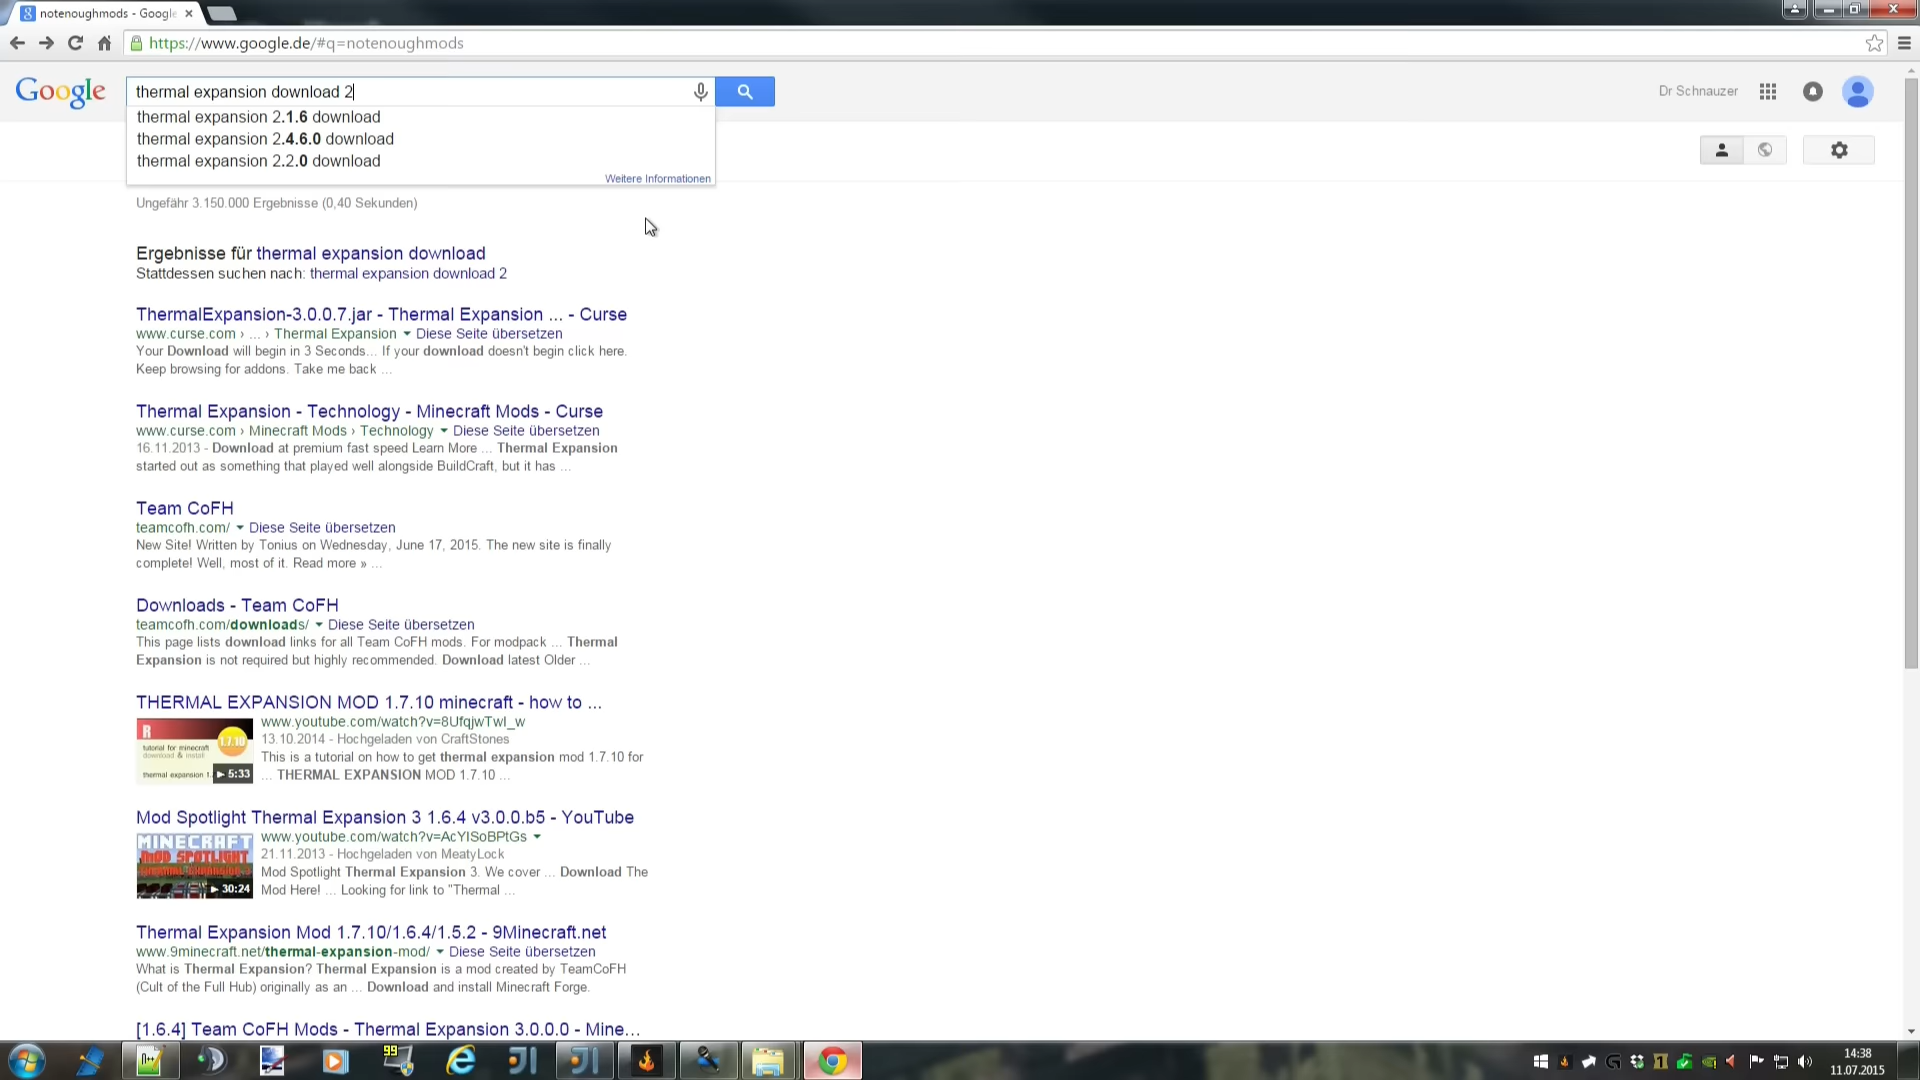 notenoughmods - Google
https://www.google.de/#q=notenoughmods
Google
thermal expansion download 2
Dr Schnauzer
thermal expansion 2.1.6 download
thermal expansion 2.4.6.0 download
thermal expansion 2.2.0 download
Weitere Informationen
Ungefähr 3.150.000 Ergebnisse (0,40 Sekunden)
Ergebnisse für thermal expansion download
Stattdessen suchen nach: thermal expansion download 2
ThermalExpansion-3.0.0.7.jar - Thermal Expansion ... - Curse
www.curse.com › ... › Thermal Expansion Diese Seite übersetzen
Your Download will begin in 3 Seconds... If your download doesn't begin click here.
Keep browsing for addons. Take me back ...
Thermal Expansion - Technology - Minecraft Mods - Curse
www.curse.com › Minecraft Mods › Technology Diese Seite übersetzen
16.11.2013 - Download at premium fast speed Learn More ... Thermal Expansion
started out as something that played well alongside BuildCraft, but it has ...
Team CoFH
teamcofh.com/ Diese Seite übersetzen
New Site! Written by Tonius on Wednesday, June 17, 2015. The new site is finally
complete! Well, most of it. Read more » ...
Downloads - Team CoFH
teamcofh.com/downloads/ Diese Seite übersetzen
This page lists download links for all Team CoFH mods. For modpack ... Thermal
Expansion is not required but highly recommended. Download latest Older ...
THERMAL EXPANSION MOD 1.7.10 minecraft - how to ...
www.youtube.com/watch?v=8UfqjwTwI_w
13.10.2014 - Hochgeladen von CraftStones
This is a tutorial on how to get thermal expansion mod 1.7.10 for
... THERMAL EXPANSION MOD 1.7.10 ...
R
tutorial for minecraft
download & install
1.7.10
thermal expansion 1.
5:33
Mod Spotlight Thermal Expansion 3 1.6.4 v3.0.0.b5 - YouTube
www.youtube.com/watch?v=AcYISoBPtGs
21.11.2013 - Hochgeladen von MeatyLock
Mod Spotlight Thermal Expansion 3. We cover ... Download The
Mod Here! ... Looking for link to "Thermal ...
MINECRAFT
MOD SPOTLIGHT
THERMAL EXPANSION
30:24
Thermal Expansion Mod 1.7.10/1.6.4/1.5.2 - 9Minecraft.net
www.9minecraft.net/thermal-expansion-mod/ Diese Seite übersetzen
What is Thermal Expansion? Thermal Expansion is a mod created by TeamCoFH
(Cult of the Full Hub) originally as an ... Download and install Minecraft Forge.
[1.6.4] Team CoFH Mods - Thermal Expansion 3.0.0.0 - Mine...
99
14:38
11.07.2015